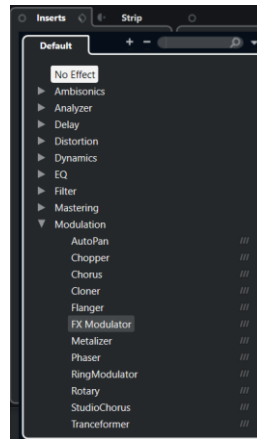 Inserts Strip
Default + −
No Effect
Ambisonics
Analyzer
Delay
Distortion
Dynamics
EQ
Filter
Mastering
Modulation
AutoPan
Chopper
Chorus
Cloner
Flanger
FX Modulator
Metalizer
Phaser
RingModulator
Rotary
StudioChorus
Tranceformer